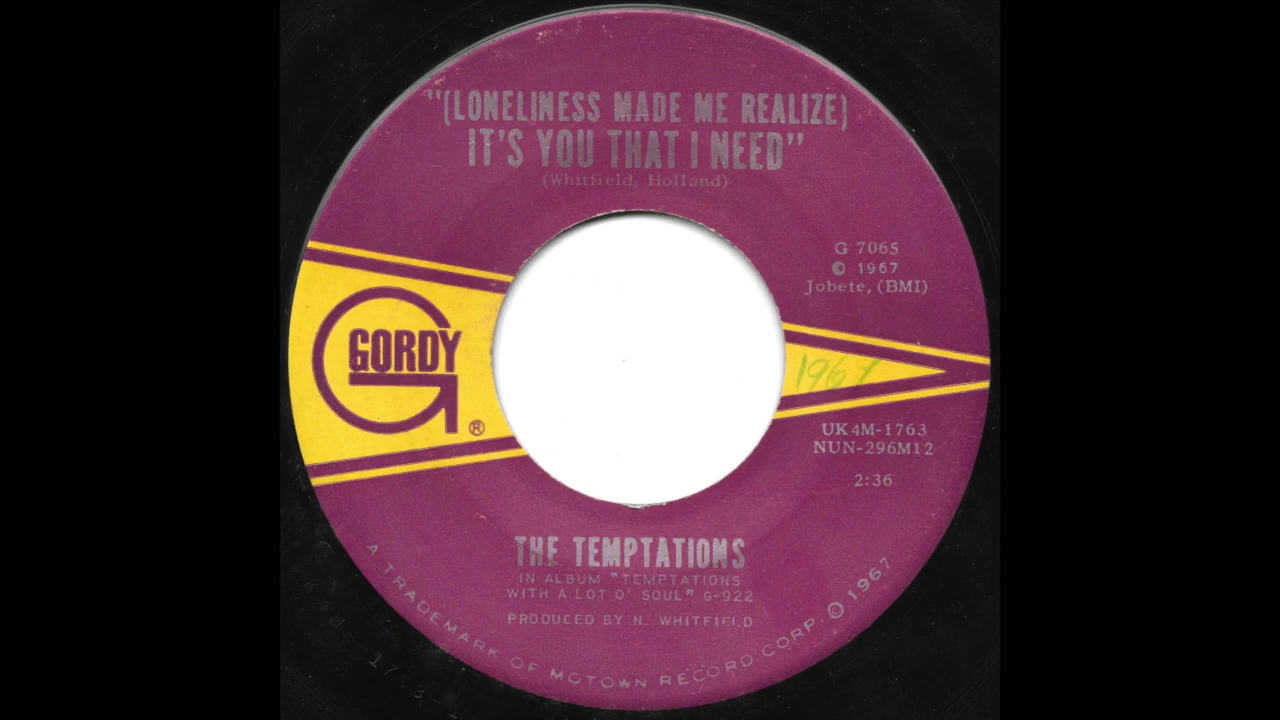 "(LONELINESS MADE ME REALIZE)
IT'S YOU THAT I NEED"
(Whitfield, Holland)
G 7065
© 1967
Jobete, (BMI)
GORDY
®
1967
UK4M-1763
NUN-296M12
2:36
THE TEMPTATIONS
IN ALBUM "TEMPTATIONS
WITH A LOT O' SOUL" G-922
PRODUCED BY N. WHITFIELD
A TRADEMARK OF MOTOWN RECORD CORP. © 1967